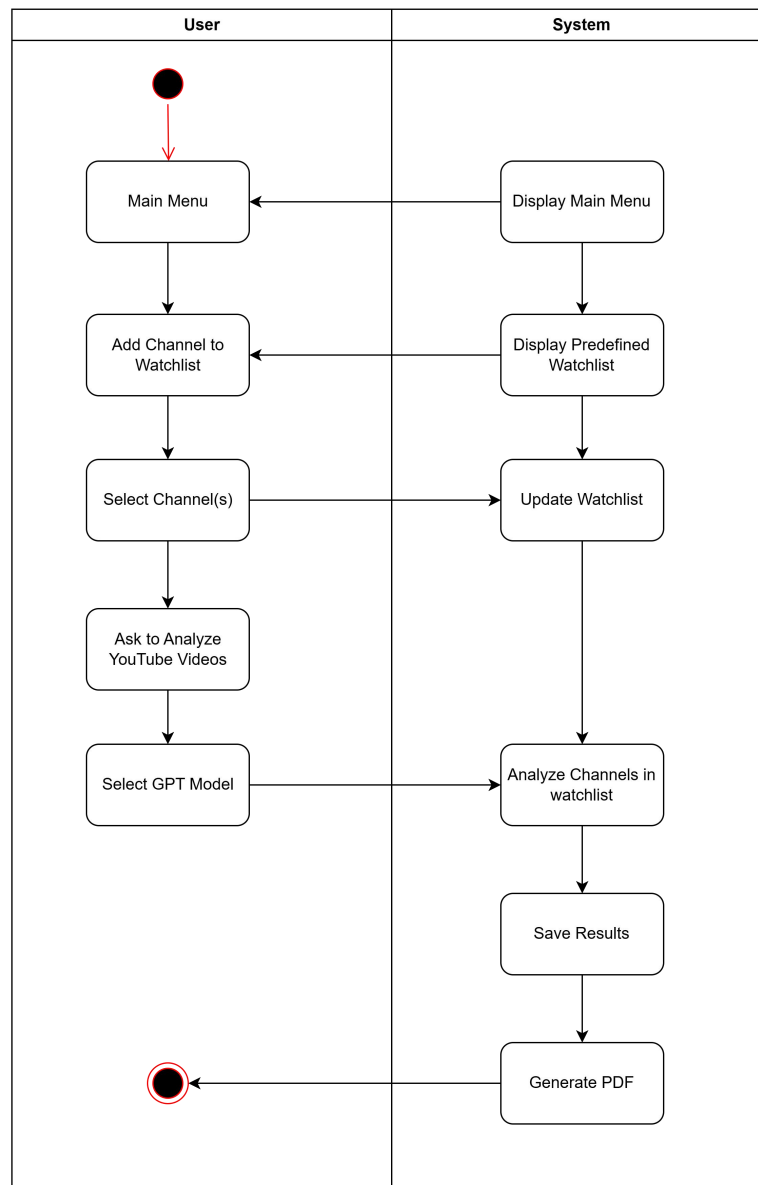 User
System
Main Menu
Display Main Menu
Add Channel to
Watchlist
Display Predefined
Watchlist
Select Channel(s)
Update Watchlist
Ask to Analyze
YouTube Videos
Select GPT Model
Analyze Channels in
watchlist
Save Results
Generate PDF